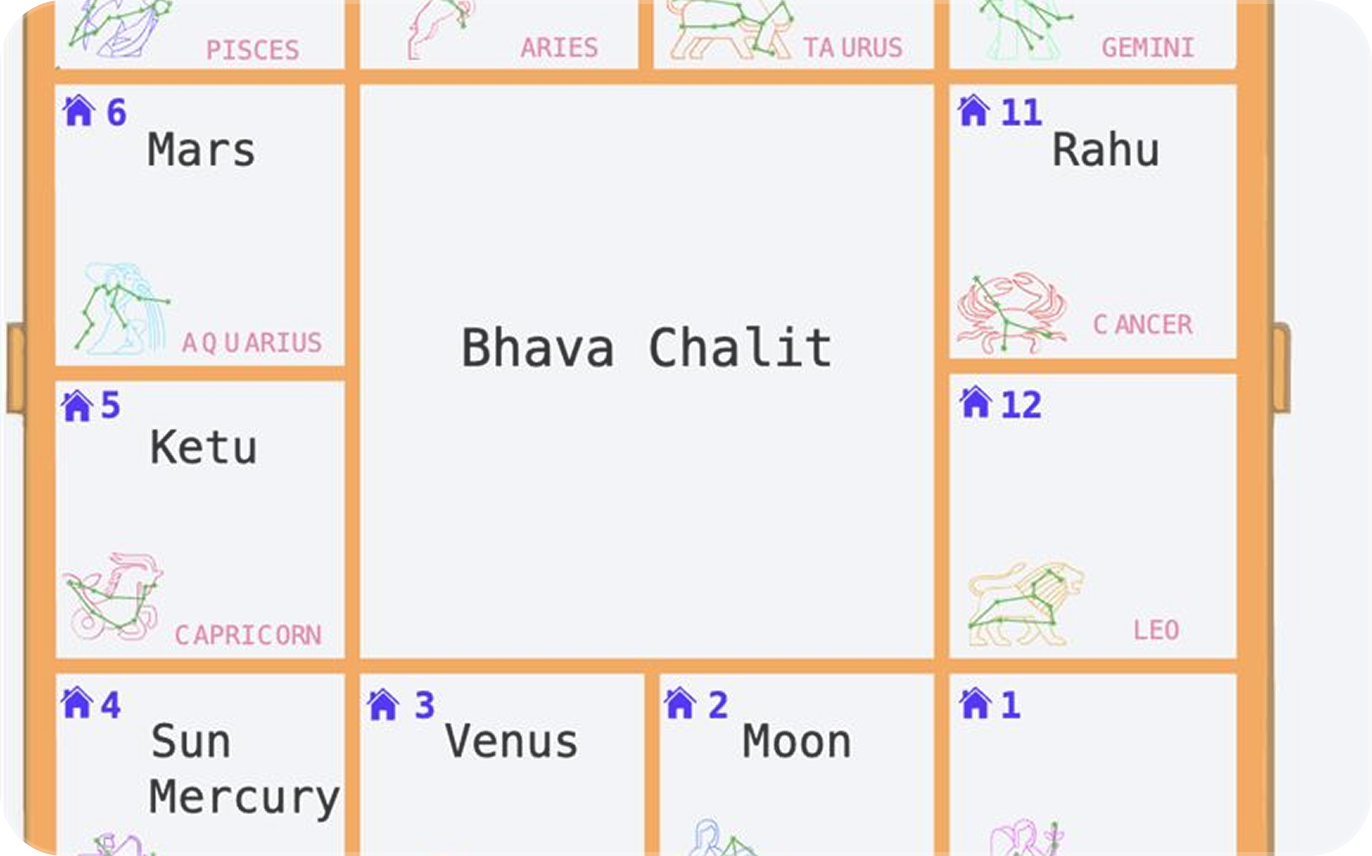 PISCES
ARIES
TAURUS
GEMINI
6
Mars
AQUARIUS
11
Rahu
CANCER
Bhava Chalit
5
Ketu
CAPRICORN
12
LEO
4
Sun
Mercury
3
Venus
2
Moon
1